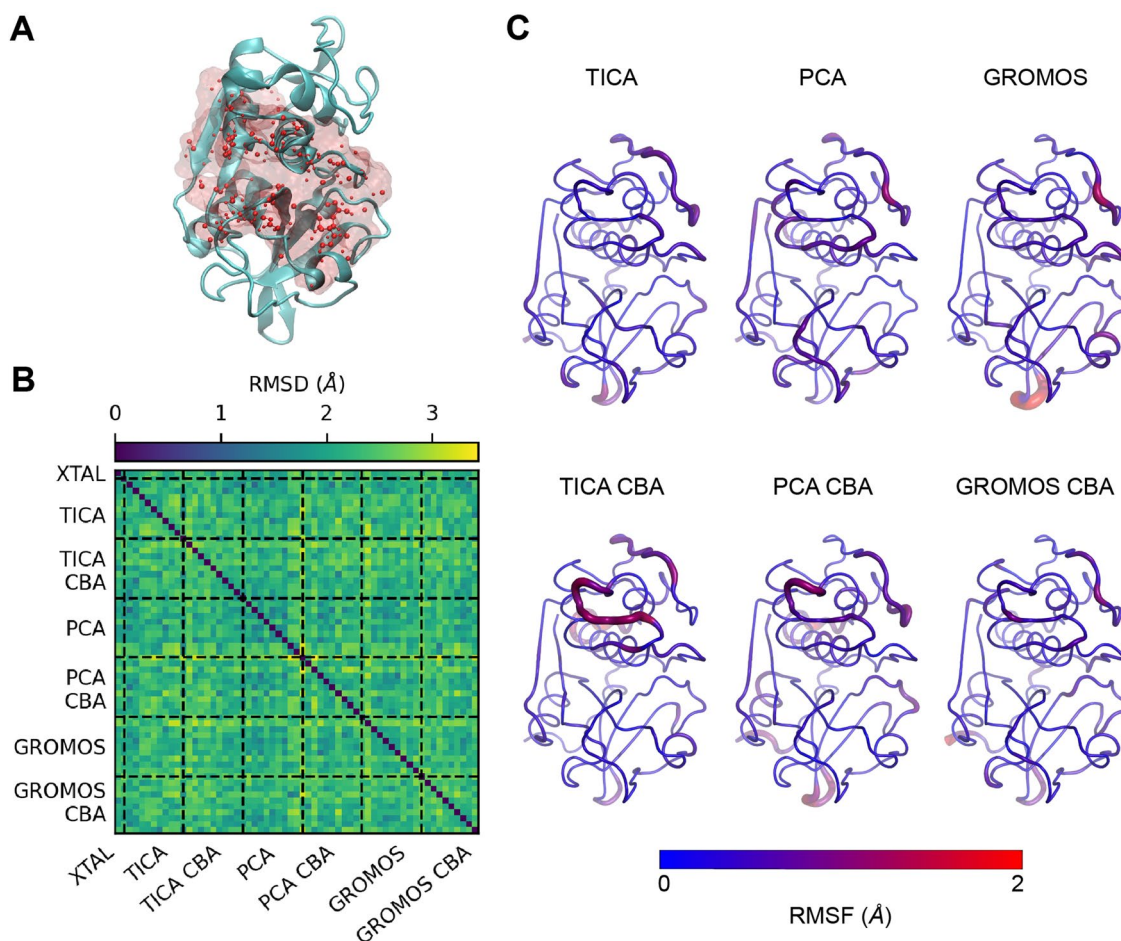 A
B
RMSD (Å)
0 1 2 3
XTAL
TICA
TICA
CBA
PCA
PCA
CBA
GROMOS
GROMOS
CBA
XTAL
TICA
TICA CBA
PCA
PCA CBA
GROMOS
GROMOS CBA
C
TICA PCA GROMOS
TICA CBA PCA CBA GROMOS CBA
0 2
RMSF (Å)